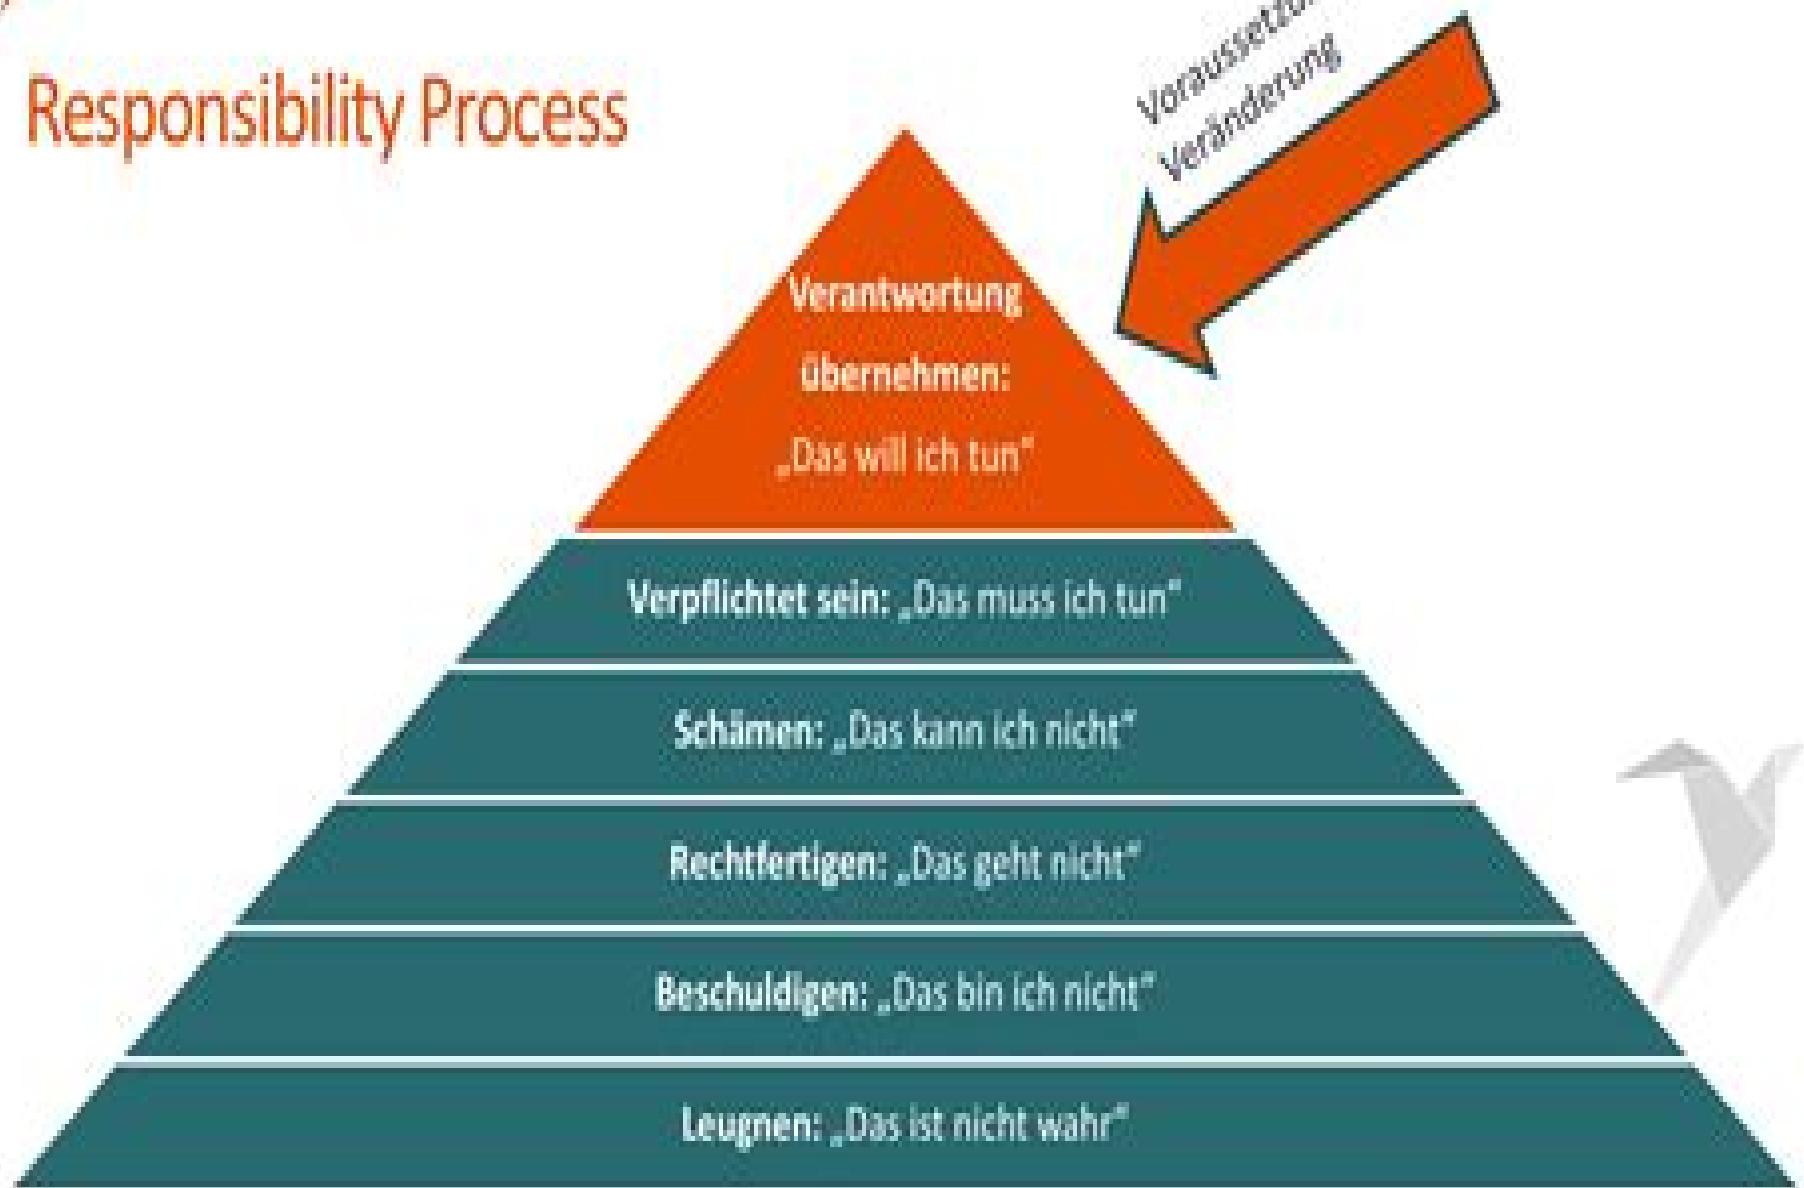 Responsibility Process
Veränderung
Verantwortung
übernehmen:
„Das will ich tun“
Verpflichtet sein: „Das muss ich tun“
Schämen: „Das kann ich nicht“
Rechtfertigen: „Das geht nicht“
Beschuldigen: „Das bin ich nicht“
Leugnen: „Das ist nicht wahr“